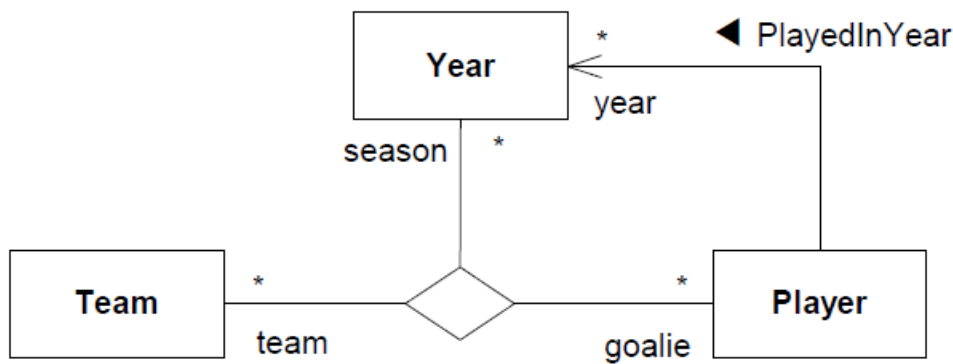 * ◀ PlayedInYear
Year
year
season *
* *
Team Player
team goalie